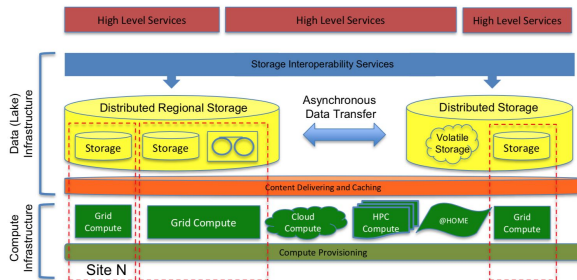 High Level Services
High Level Services
High Level Services
Storage Interoperability Services
Data (Lake)
Infrastructure
Distributed Regional Storage
Asynchronous
Data Transfer
Distributed Storage
Storage
Storage
Volatile
Storage
Storage
Content Delivering and Caching
Compute
Infrastructure
Grid
Compute
Grid Compute
Cloud
Compute
HPC
Compute
@HOME
Grid
Compute
Compute Provisioning
Site N